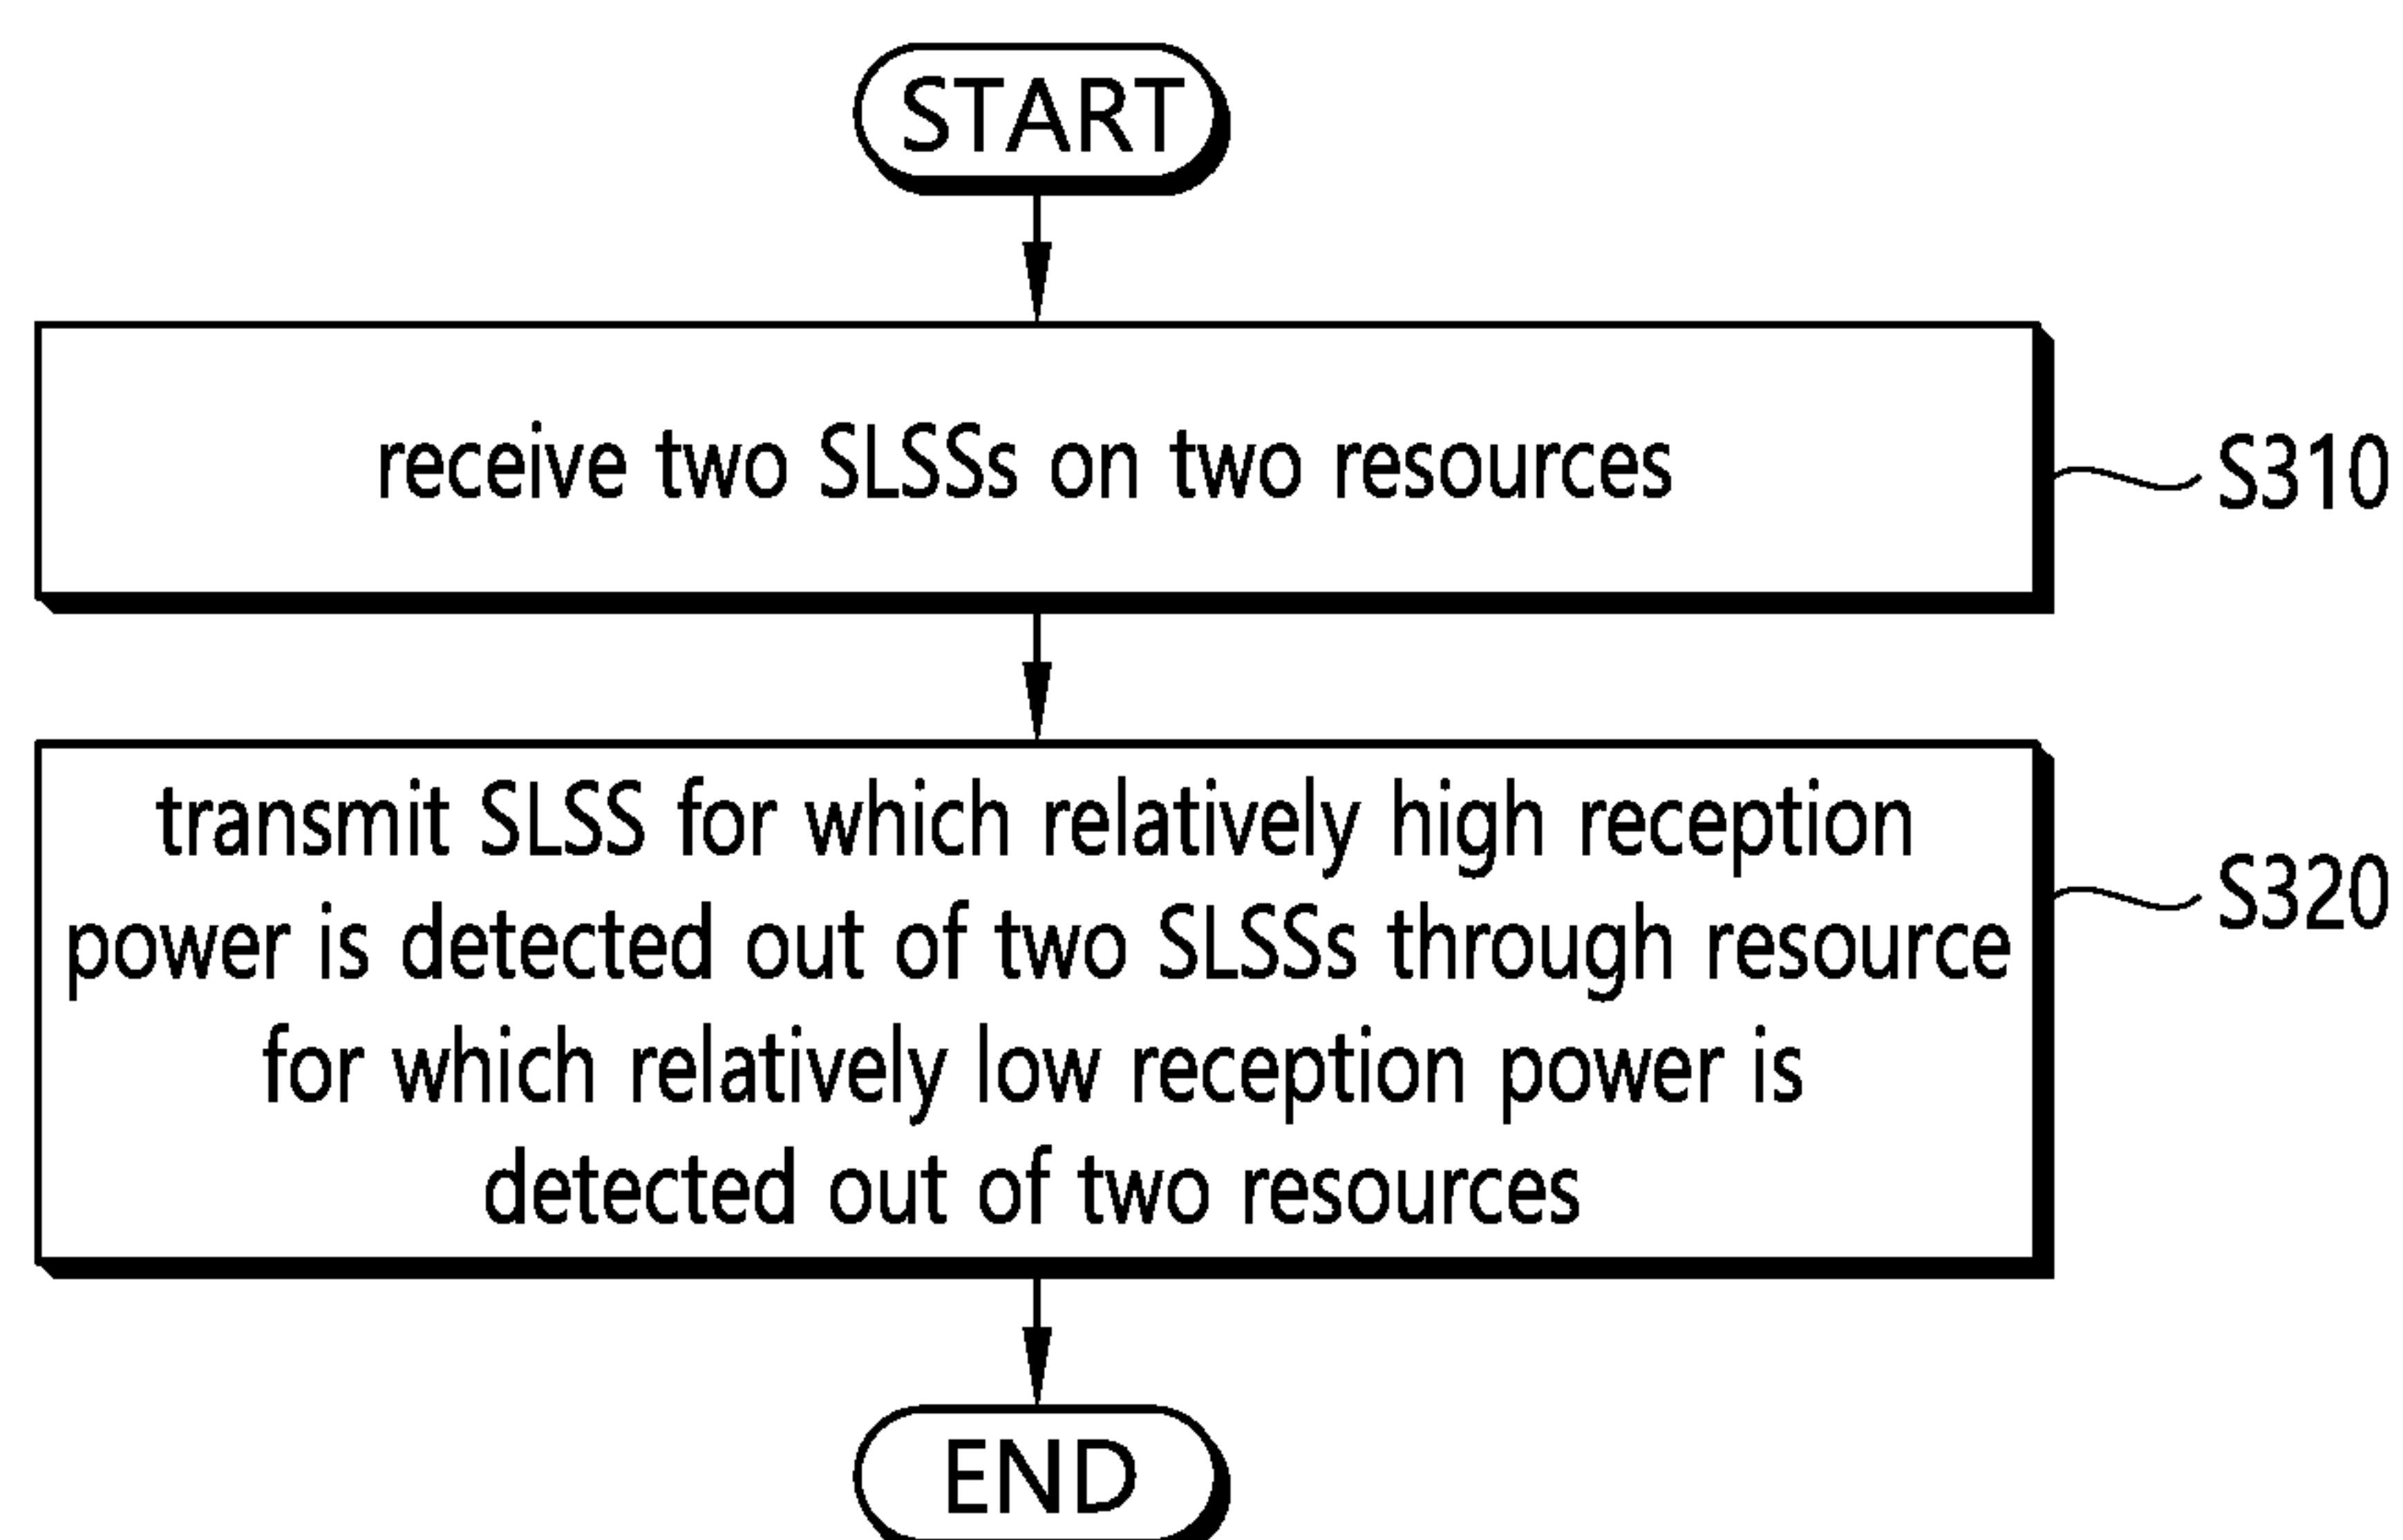 START
receive two SLSSs on two resources
S310
transmit SLSS for which relatively high reception
power is detected out of two SLSSs through resource
for which relatively low reception power is
detected out of two resources
S320
END